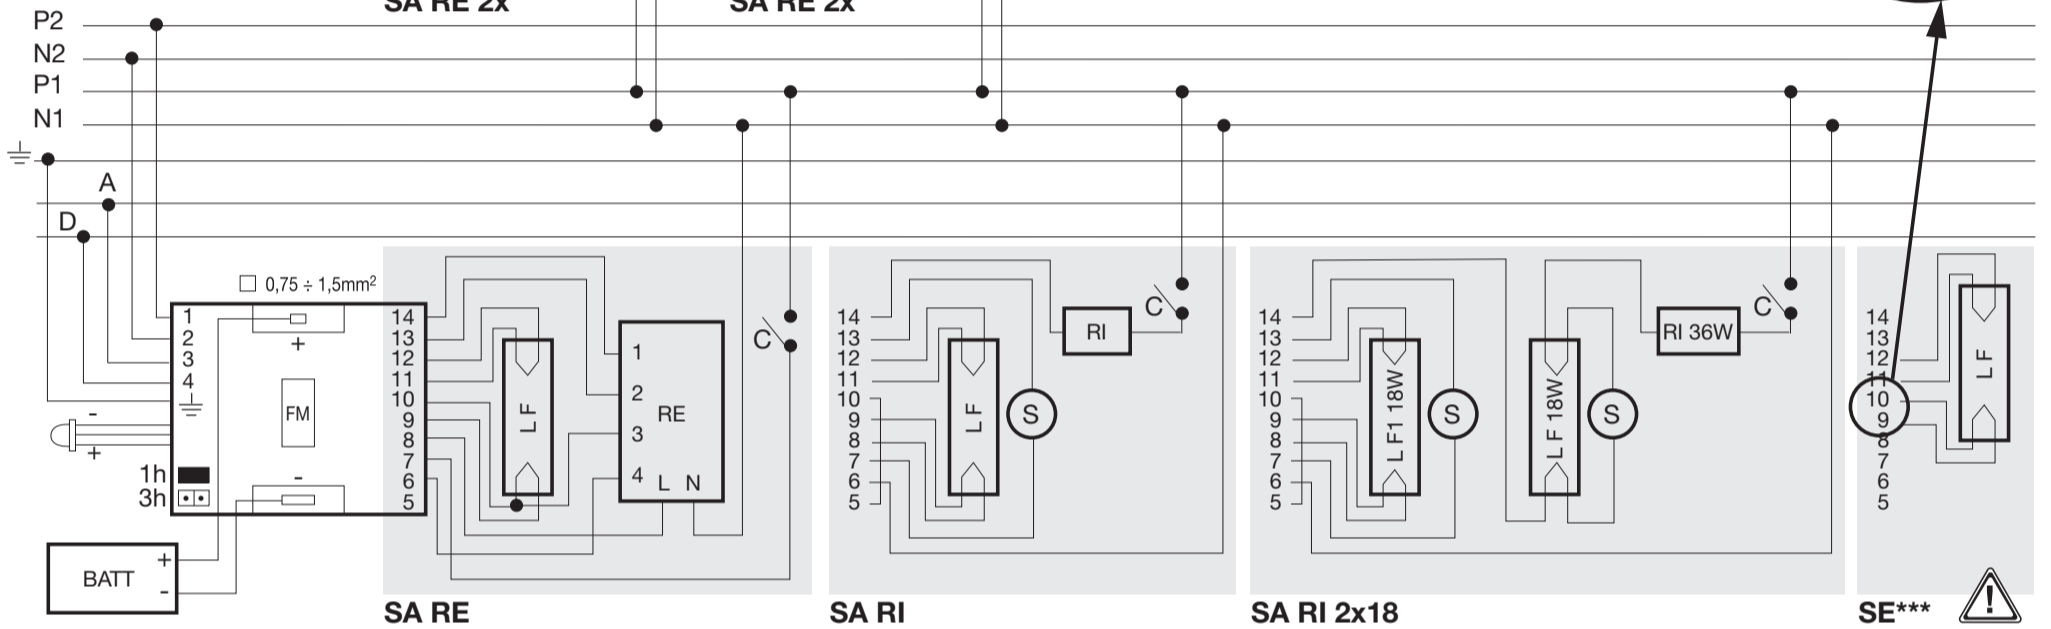 SA RE 2x
SA RE 2x
P2
N2
P1
N1
A
D
□ 0,75 ÷ 1,5mm²
1
2
3
4
+
FM
-
-
+
1h
3h
BATT
+
-
14
13
12
11
10
9
8
7
6
5
LF
1
2
3
4
RE
L N
C
SA RE
14
13
12
11
10
9
8
7
6
5
LF
S
RI
C
SA RI
14
13
12
11
10
9
8
7
6
5
L F1 18W
S
L F 18W
S
RI 36W
C
SA RI 2x18
14
13
12
11
10
9
8
7
6
5
LF
SE***
!